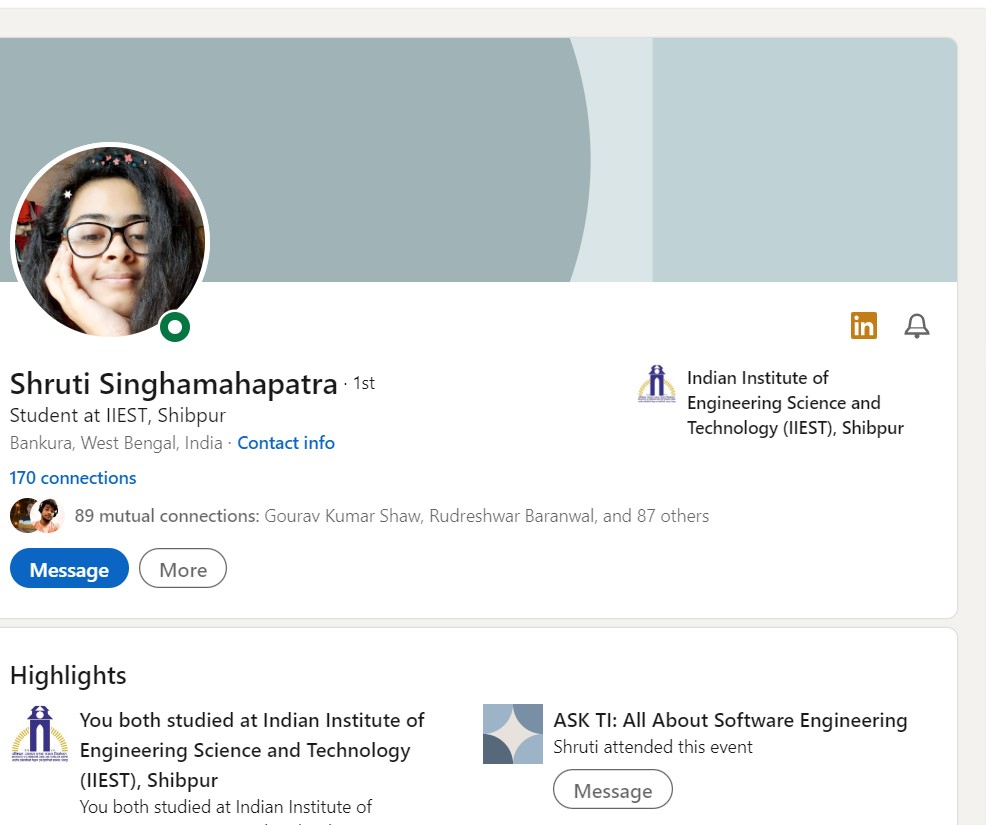 in
Shruti Singhamahapatra · 1st
Student at IIEST, Shibpur
Bankura, West Bengal, India · Contact info
170 connections
89 mutual connections: Gourav Kumar Shaw, Rudreshwar Baranwal, and 87 others
Message
More
Indian Institute of
Engineering Science and
Technology (IIEST), Shibpur
Highlights
You both studied at Indian Institute of
Engineering Science and Technology
(IIEST), Shibpur
You both studied at Indian Institute of
ASK TI: All About Software Engineering
Shruti attended this event
Message